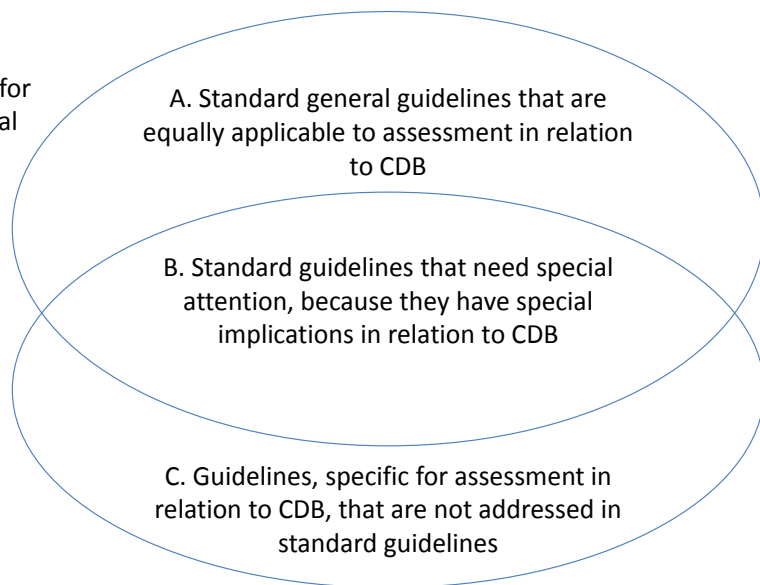 for
al
A. Standard general guidelines that are
equally applicable to assessment in relation
to CDB
B. Standard guidelines that need special
attention, because they have special
implications in relation to CDB
C. Guidelines, specific for assessment in
relation to CDB, that are not addressed in
standard guidelines